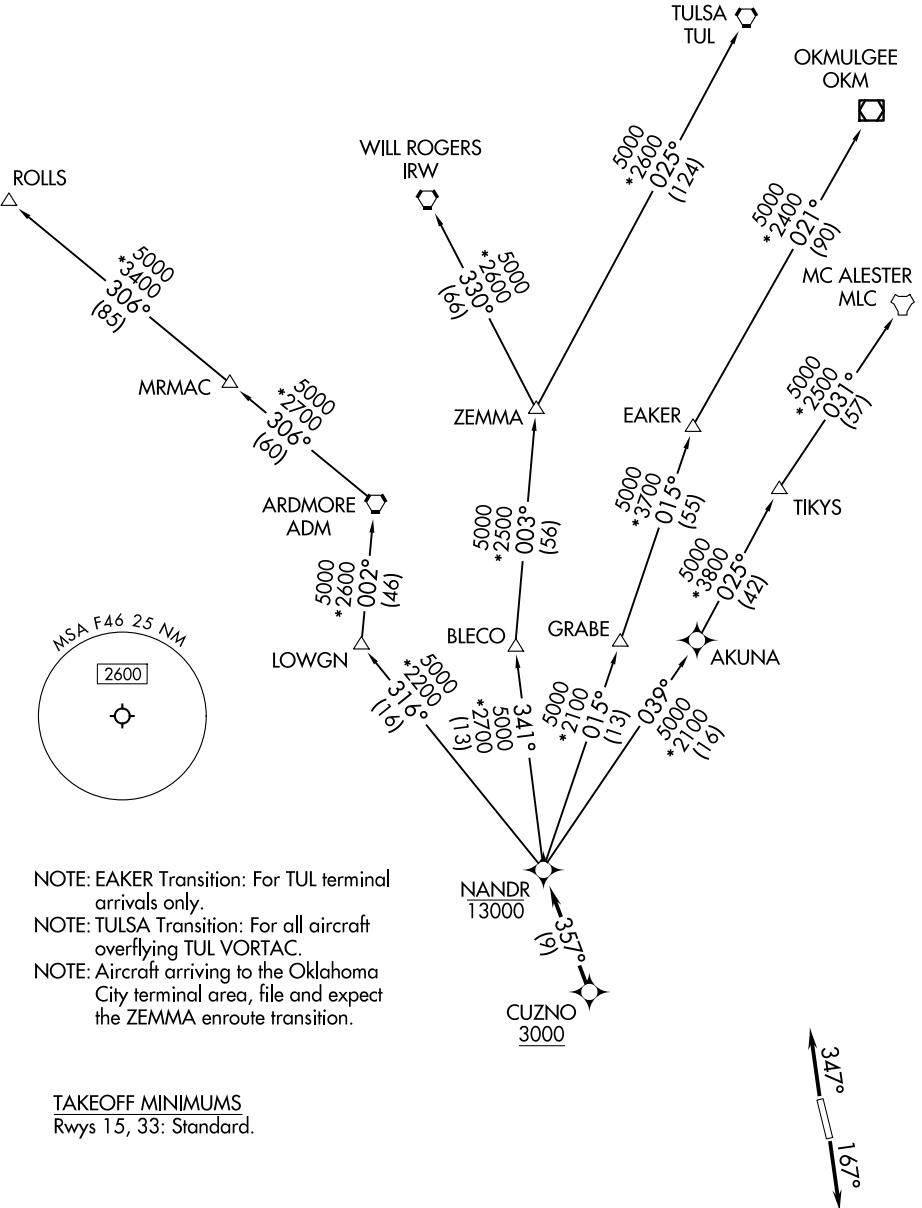 TULSA
TUL
OKMULGEE
OKM
WILL ROGERS
IRW
ROLLS
5000
*2600
025°
(124)
5000
*2400
021°
(90)
MC ALESTER
MLC
5000
*3400
306°
(85)
5000
*2600
330°
(66)
MRMAC
5000
*2700
306°
(60)
ZEMMA
EAKER
5000
*2500
031°
(57)
ARDMORE
ADM
5000
*2500
003°
(56)
5000
*3700
015°
(55)
TIKYS
5000
*2600
002°
(46)
5000
*3800
025°
(42)
MSA F46 25 NM
2600
LOWGN
BLECO
GRABE
AKUNA
5000
*2200
316°
(16)
341°
5000
*2700
(13)
5000
*2100
015°
(13)
039°
5000
*2100
(16)
NANDR
13000
357°
(9)
CUZNO
3000
NOTE: EAKER Transition: For TUL terminal
arrivals only.
NOTE: TULSA Transition: For all aircraft
overflying TUL VORTAC.
NOTE: Aircraft arriving to the Oklahoma
City terminal area, file and expect
the ZEMMA enroute transition.
TAKEOFF MINIMUMS
Rwys 15, 33: Standard.
347°
167°